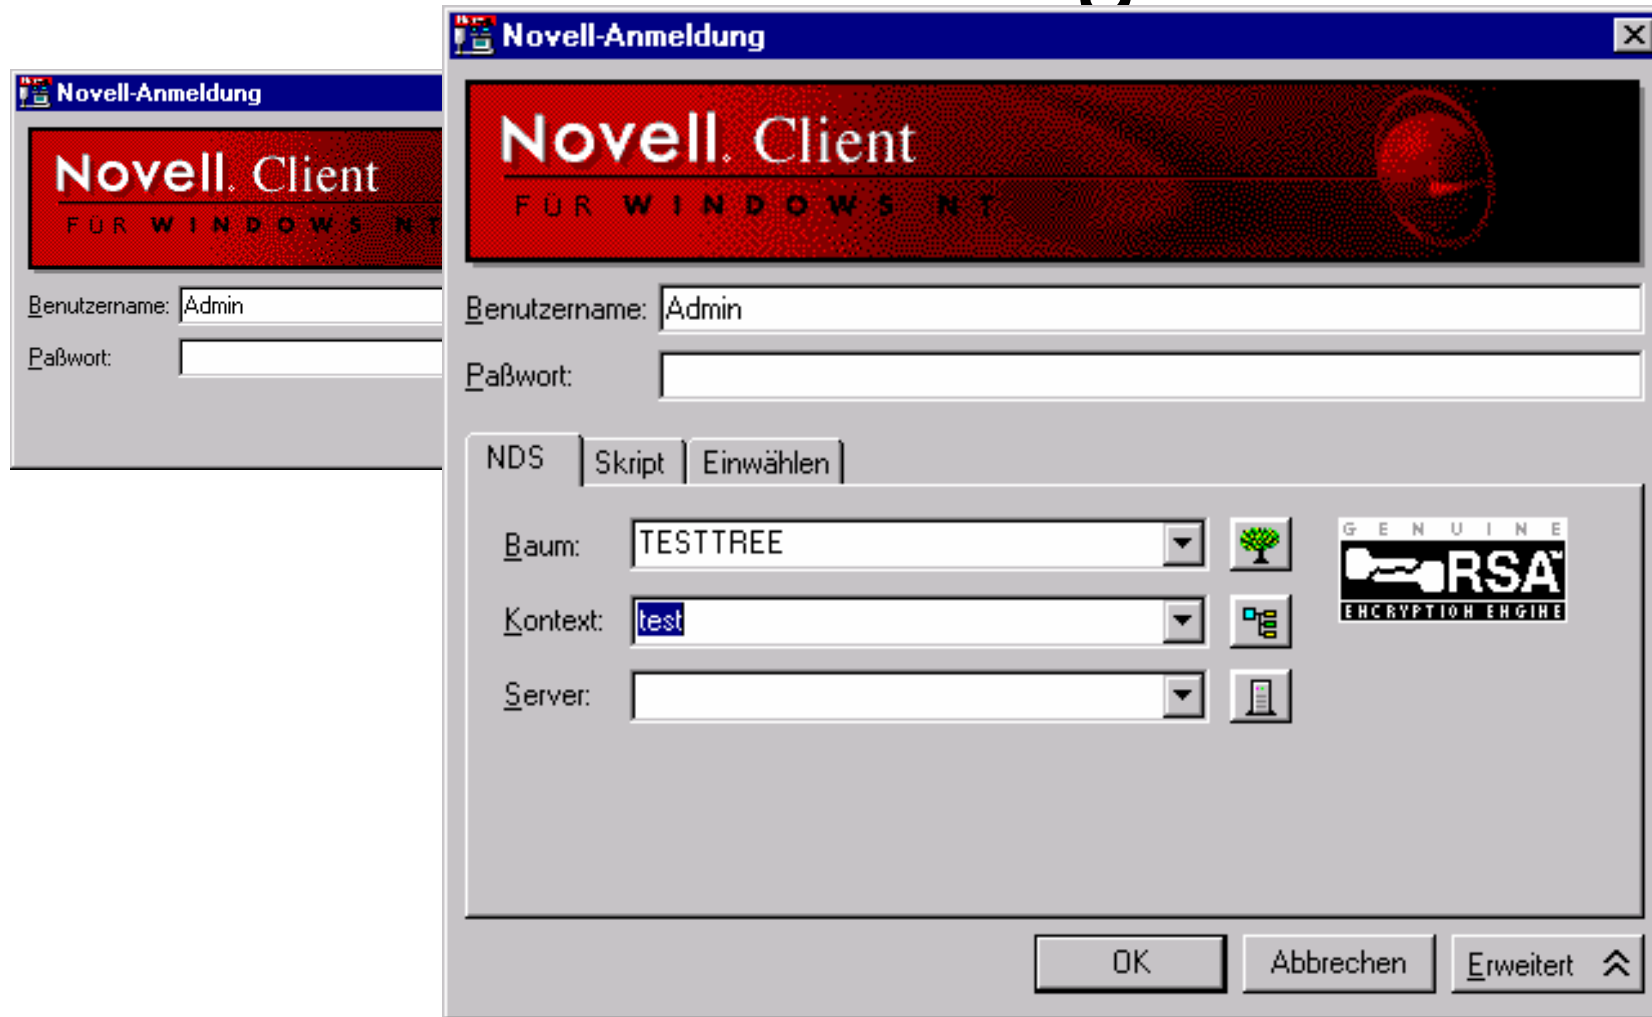 Novell-Anmeldung
Novell. Client
FÜR WINDOWS NT
Benutzername: Admin
Paßwort:
Novell-Anmeldung
Novell. Client
FÜR WINDOWS NT
Benutzername: Admin
Paßwort:
NDS Skript Einwählen
Baum: TESTTREE
Kontext: test
Server:
GENUINE
RSA™
ENCRYPTION ENGINE
OK Abbrechen Erweitert